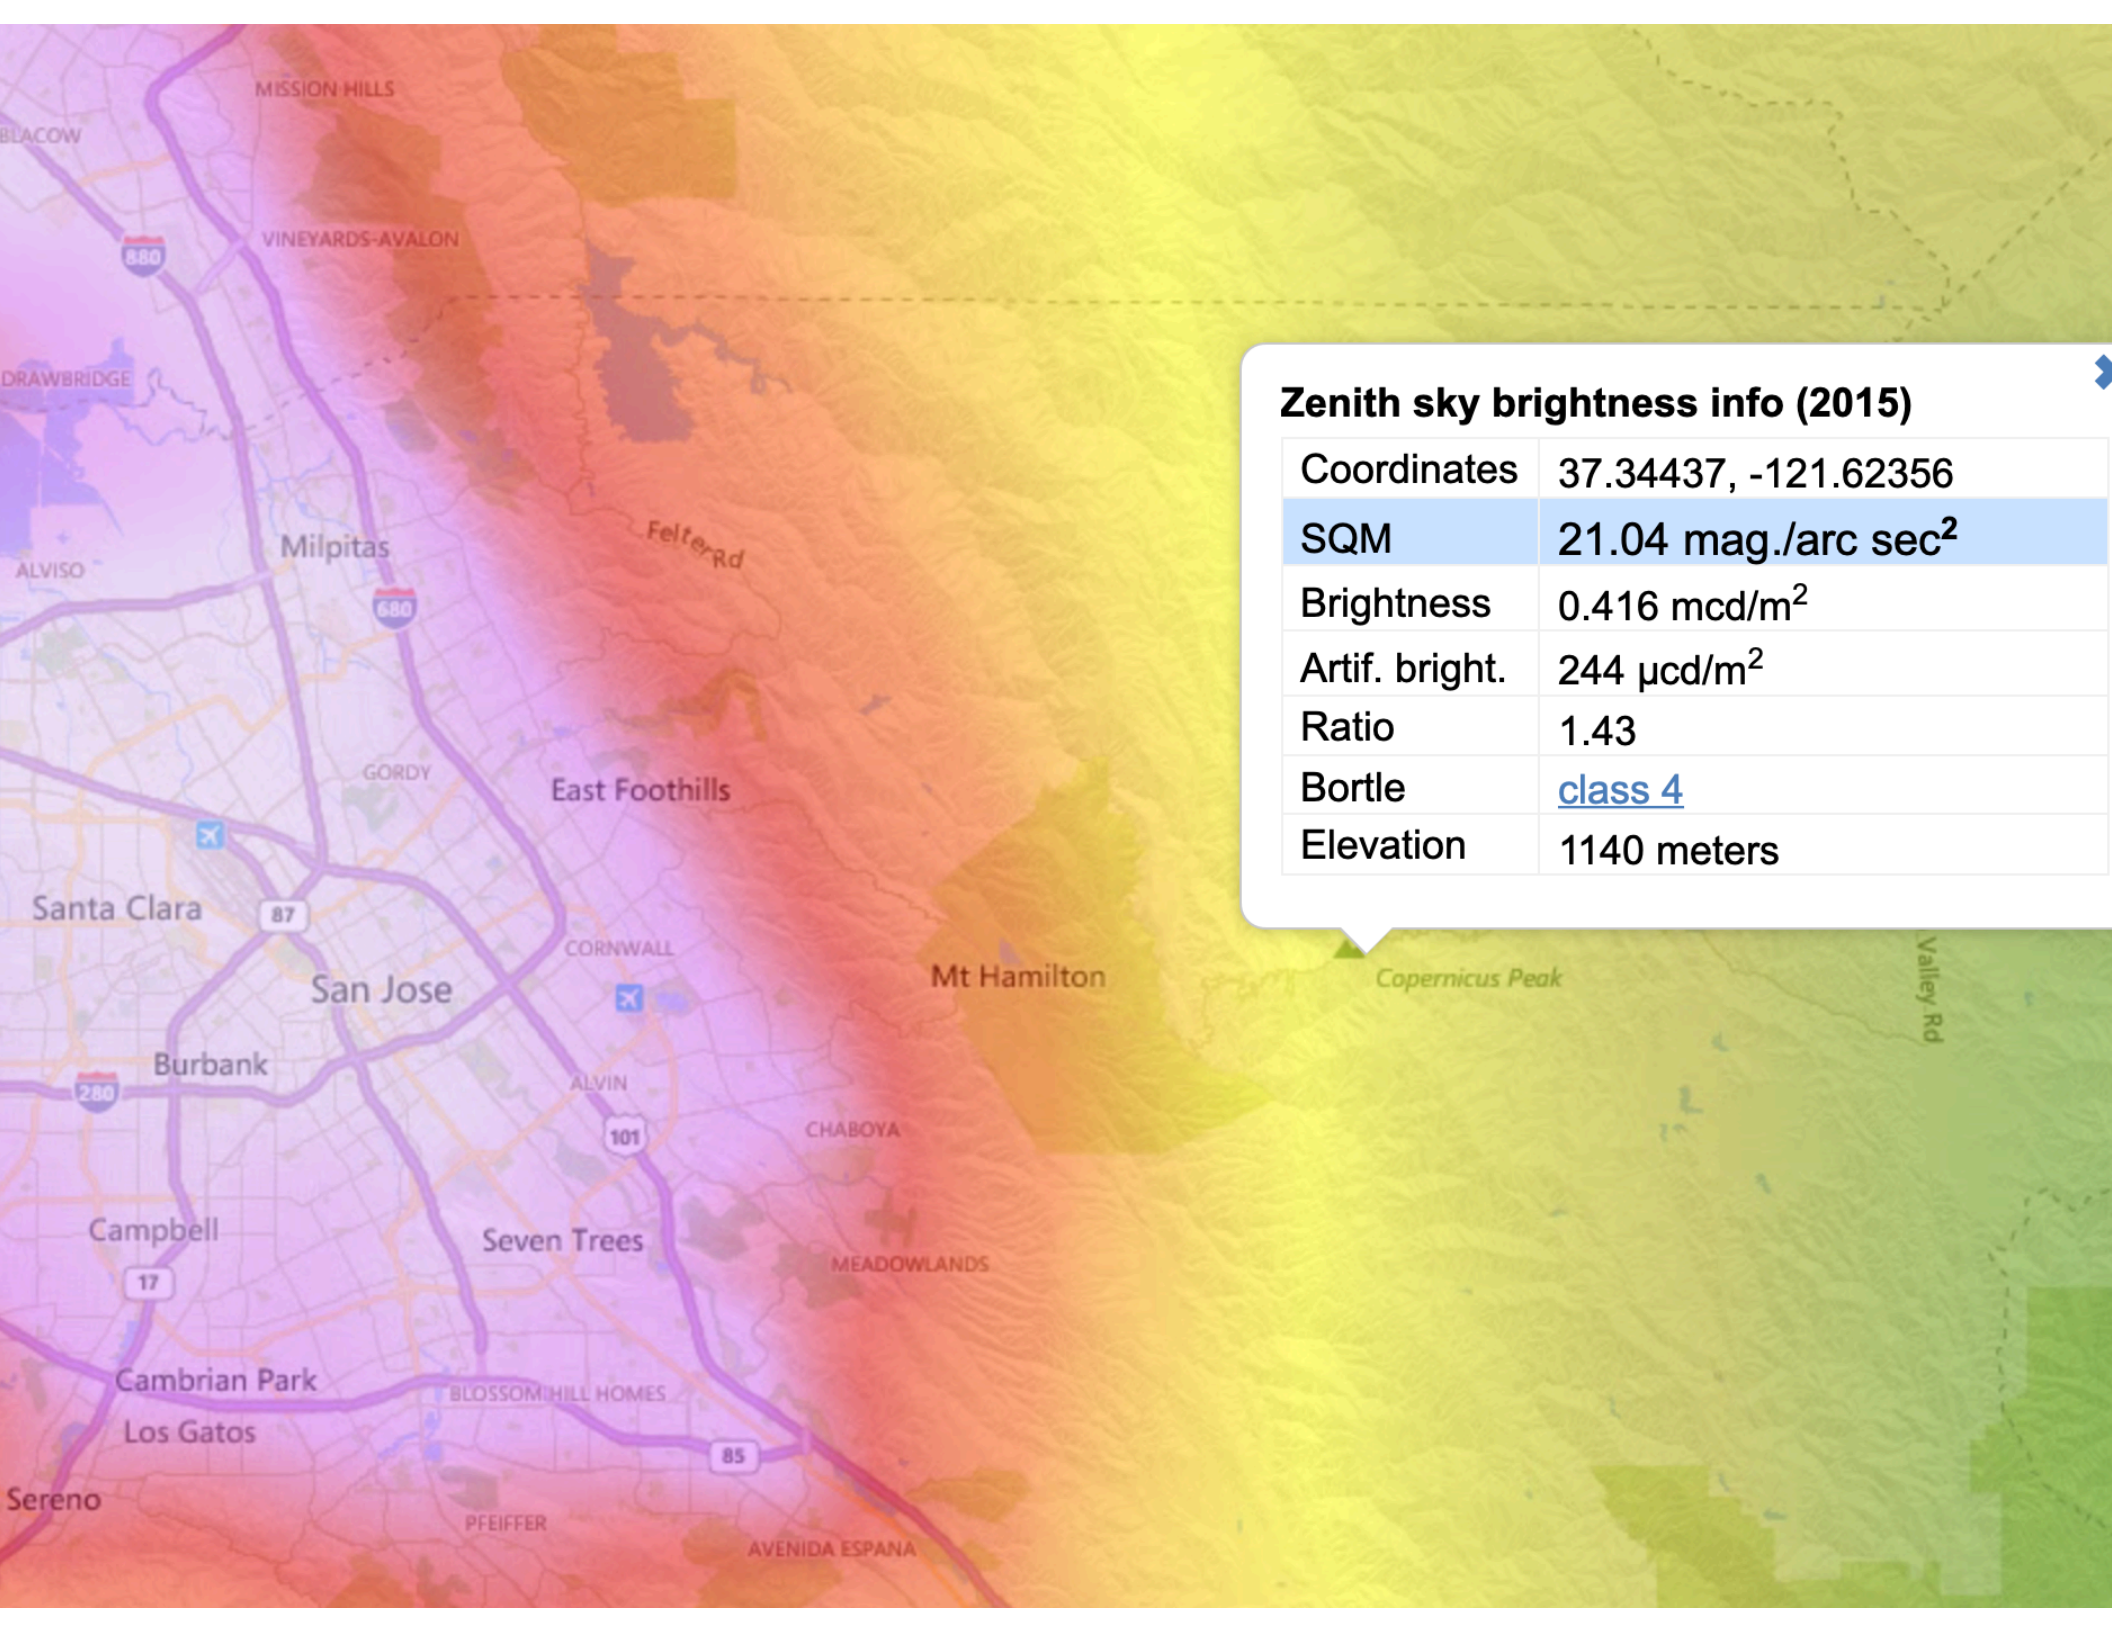 MISSION HILLS
BLACOW
VINEYARDS-AVALON
880
DRAWBRIDGE
Zenith sky brightness info (2015)
Coordinates 37.34437, -121.62356
SQM 21.04 mag./arc sec²
Brightness 0.416 mcd/m²
Artif. bright. 244 µcd/m²
Ratio 1.43
Bortle class 4
Elevation 1140 meters
Felter Rd
Milpitas
ALVISO
680
GORDY
East Foothills
Santa Clara
87
CORNWALL
San Jose
Mt Hamilton
Copernicus Peak
Valley Rd
Burbank
280
ALVIN
101
CHABOYA
Campbell
Seven Trees
MEADOWLANDS
17
Cambrian Park
BLOSSOM HILL HOMES
Los Gatos
85
Sereno
PFEIFFER
AVENIDA ESPANA